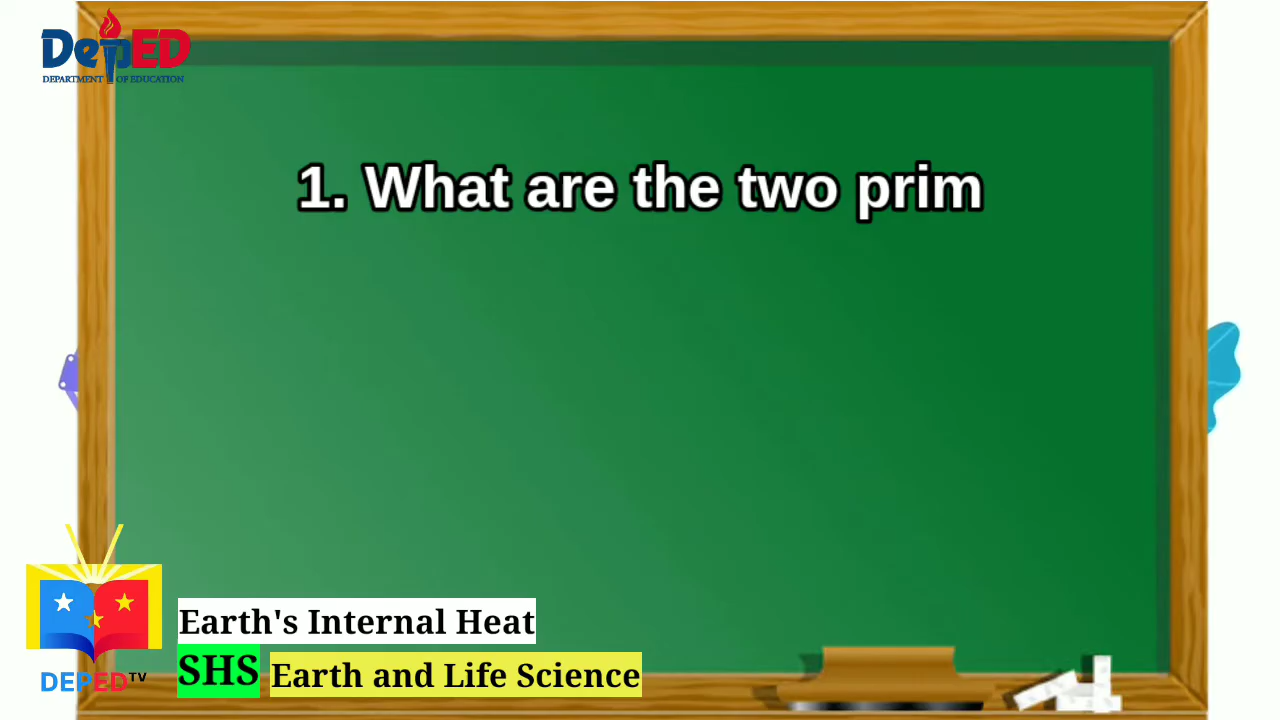 DepED
DEPARTMENT OF EDUCATION
1. What are the two prim
Earth's Internal Heat
SHS Earth and Life Science
DEPED TV